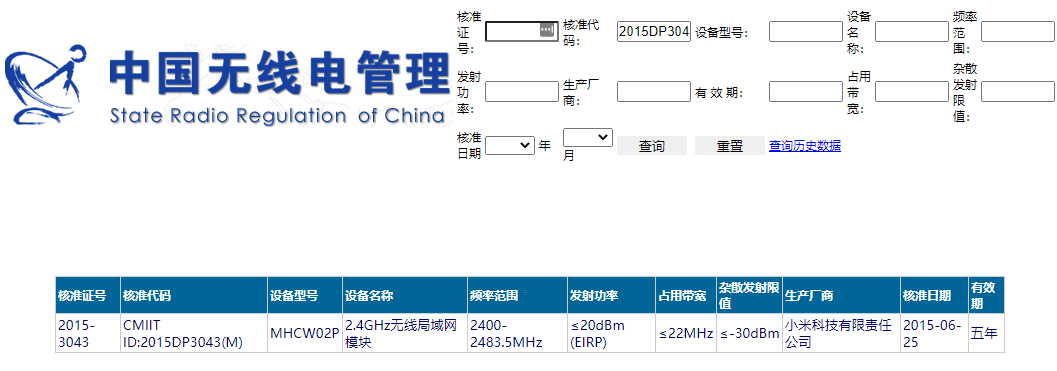 中国无线电管理
State Radio Regulation of China
核准证号：
核准代码：
2015DP304
设备型号：
设备名称：
频率范围：
发射功率：
生产厂商：
有 效 期：
占用带宽：
杂散发射限值：
核准日期
年
月
查询
重置
查询历史数据
核准证号 核准代码 设备型号 设备名称 频率范围 发射功率 占用带宽 杂散发射限值 生产厂商 核准日期 有效期
2015-3043 CMIIT ID:2015DP3043(M) MHCW02P 2.4GHz无线局域网模块 2400-2483.5MHz ≤20dBm (EIRP) ≤22MHz ≤-30dBm 小米科技有限责任公司 2015-06-25 五年